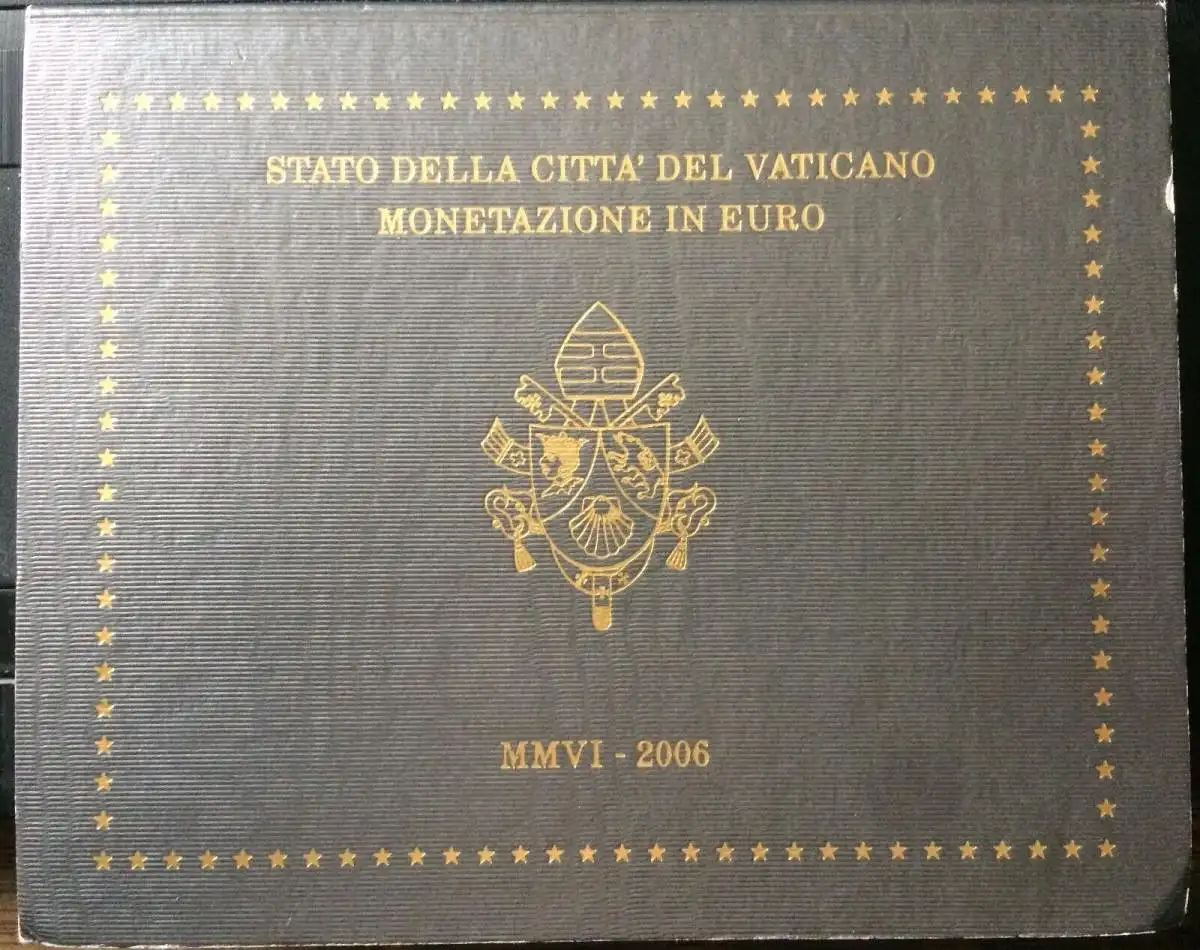 STATO DELLA CITTA' DEL VATICANO
MONETAZIONE IN EURO
MMVI - 2006